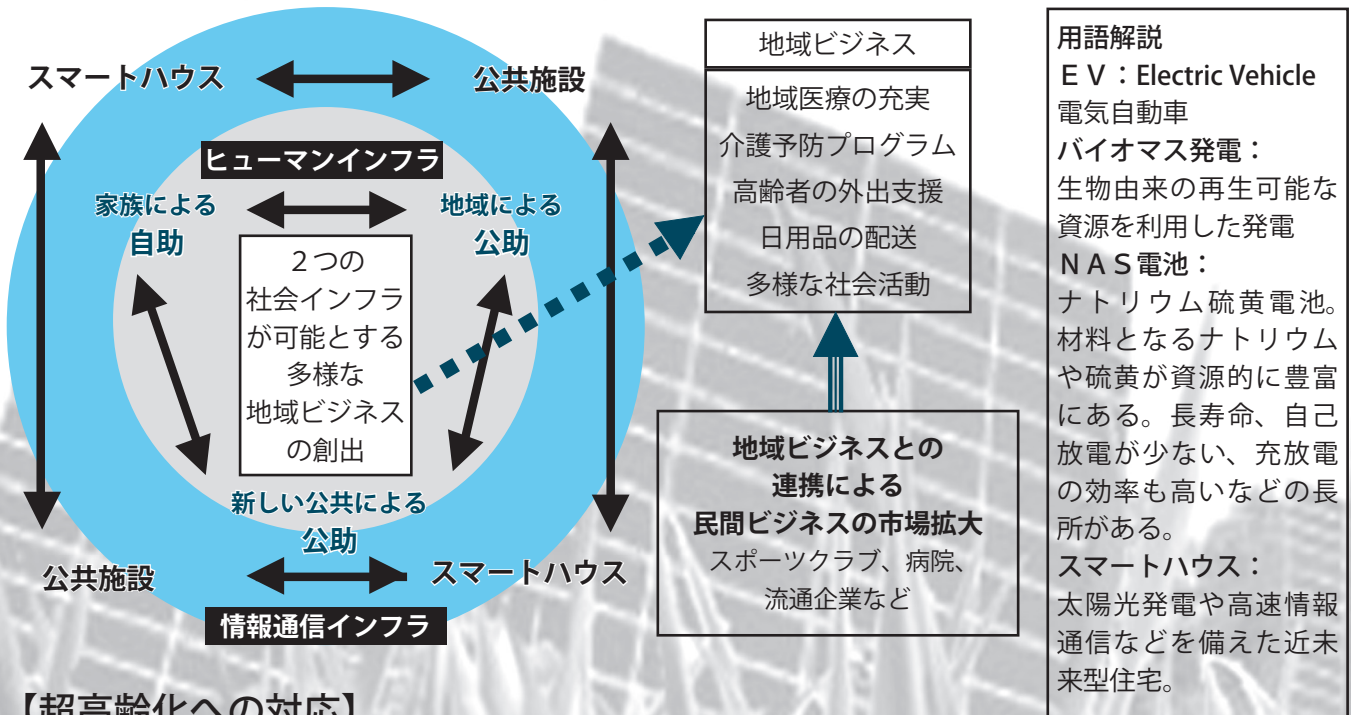 スマートハウス
公共施設
ヒューマンインフラ
家族による
自助
地域による
公助
2つの
社会インフラ
が可能とする
多様な
地域ビジネス
の創出
新しい公共による
公助
公共施設
スマートハウス
情報通信インフラ
地域ビジネス
地域医療の充実
介護予防プログラム
高齢者の外出支援
日用品の配送
多様な社会活動
地域ビジネスとの
連携による
民間ビジネスの市場拡大
スポーツクラブ、病院、
流通企業など
用語解説
ＥＶ：Electric Vehicle
電気自動車
バイオマス発電：
生物由来の再生可能な
資源を利用した発電
ＮＡＳ電池：
ナトリウム硫黄電池。
材料となるナトリウム
や硫黄が資源的に豊富
にある。長寿命、自己
放電が少ない、充放電
の効率も高いなどの長
所がある。
スマートハウス：
太陽光発電や高速情報
通信などを備えた近未
来型住宅。
【超高齢化への対応】